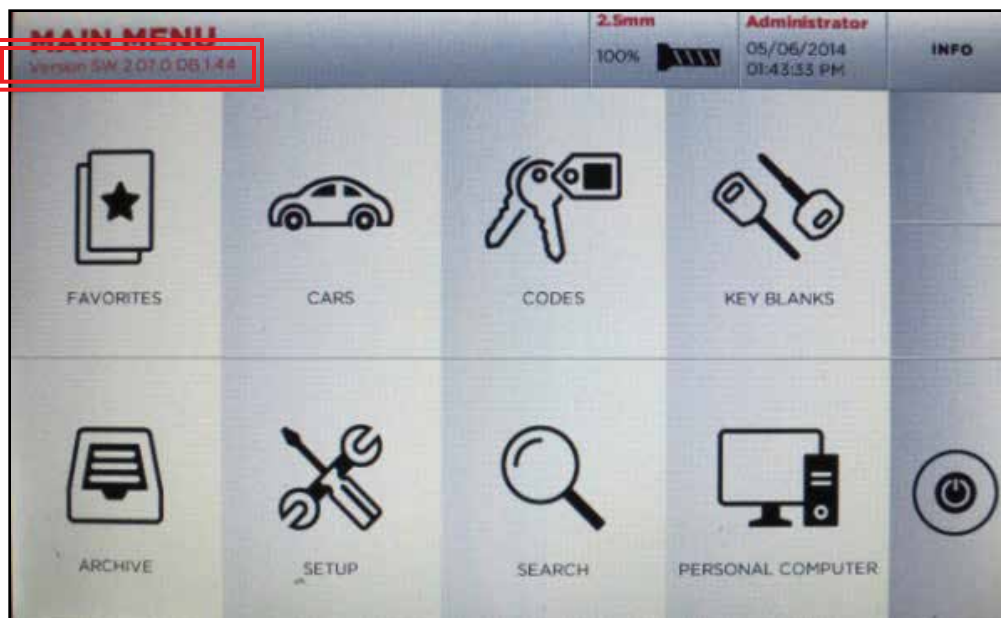 MAIN MENU
Version SW 2.07.0 DB 1.44
2.5mm
100%
Administrator
05/06/2014
01:43:33 PM
INFO
FAVORITES
CARS
CODES
KEY BLANKS
ARCHIVE
SETUP
SEARCH
PERSONAL COMPUTER